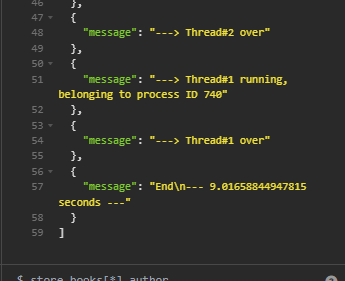 46 },
47 {
48 "message": "---> Thread#2 over"
49 },
50 {
51 "message": "---> Thread#1 running,
belonging to process ID 740"
52 },
53 {
54 "message": "---> Thread#1 over"
55 },
56 {
57 "message": "End\n--- 9.01658844947815
seconds ---"
58 }
59 ]
$ store.books[*].author